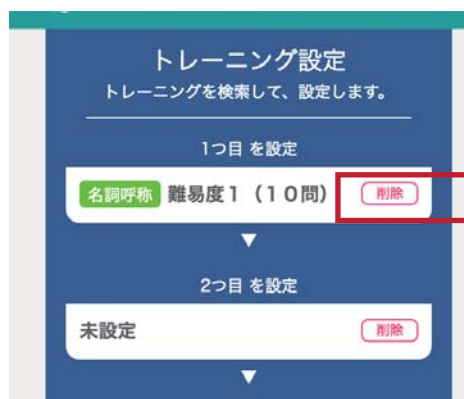 トレーニング設定
トレーニングを検索して、設定します。
1つ目 を設定
名詞呼称 難易度1（10問） 削除
▼
2つ目 を設定
未設定 削除
▼